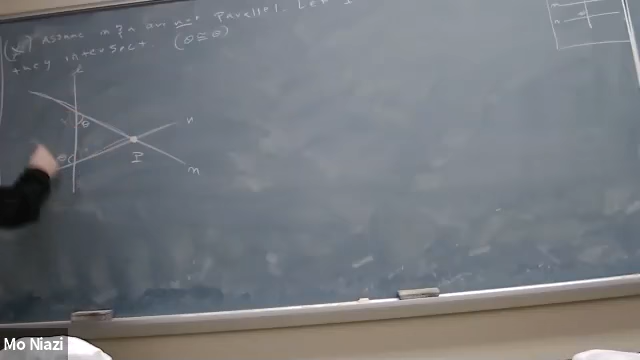 (*) Assume m & n are not parallel. Let I
they intersect. (θ ≅ θ)
t
θ
n
θ
I
m
m
n
Mo Niazi